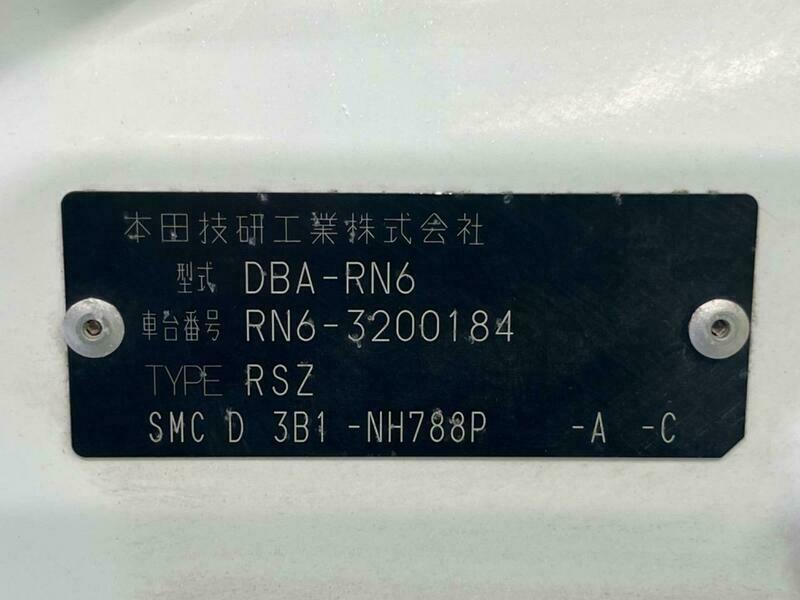 本田技研工業株式会社
型式 DBA-RN6
車台番号 RN6-3200184
TYPE RSZ
SMC D 3B1 -NH788P -A -C